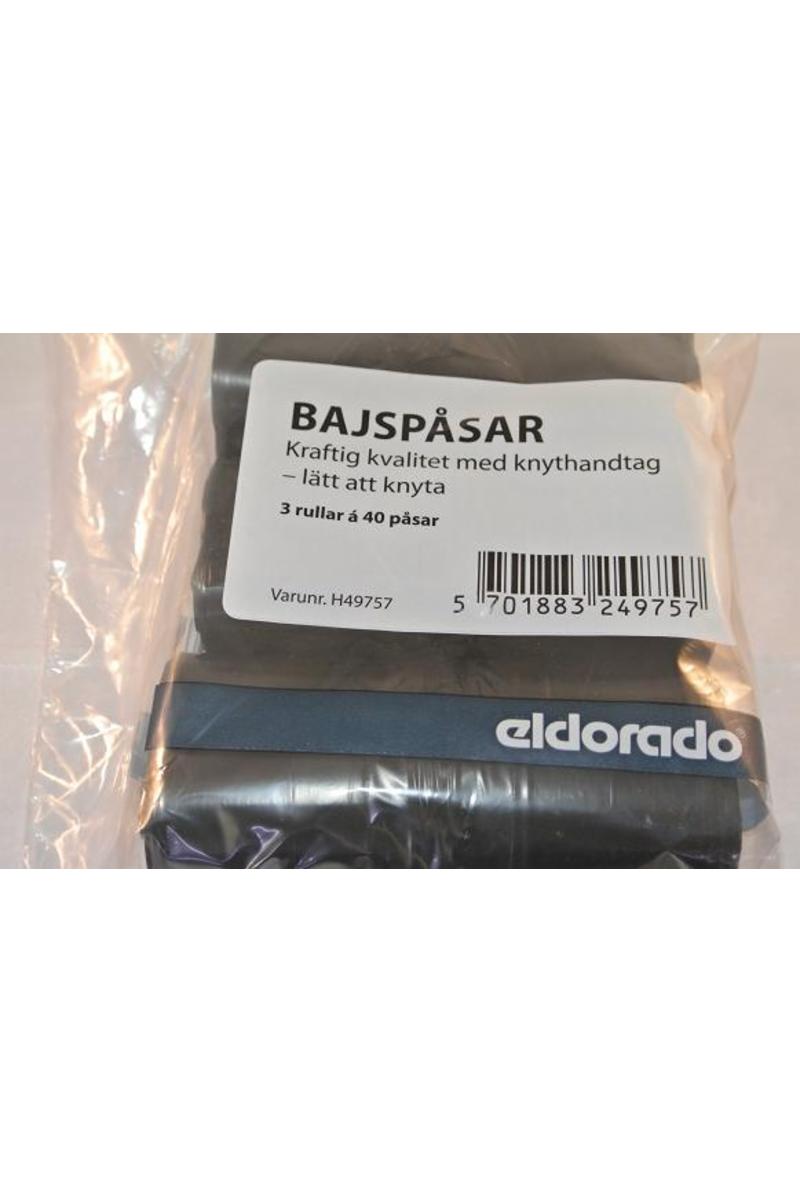 BAJSPÅSAR
Kraftig kvalitet med knythandtag
– lätt att knyta
3 rullar á 40 påsar
Varunr. H49757
5 701883 249757
eldorado®